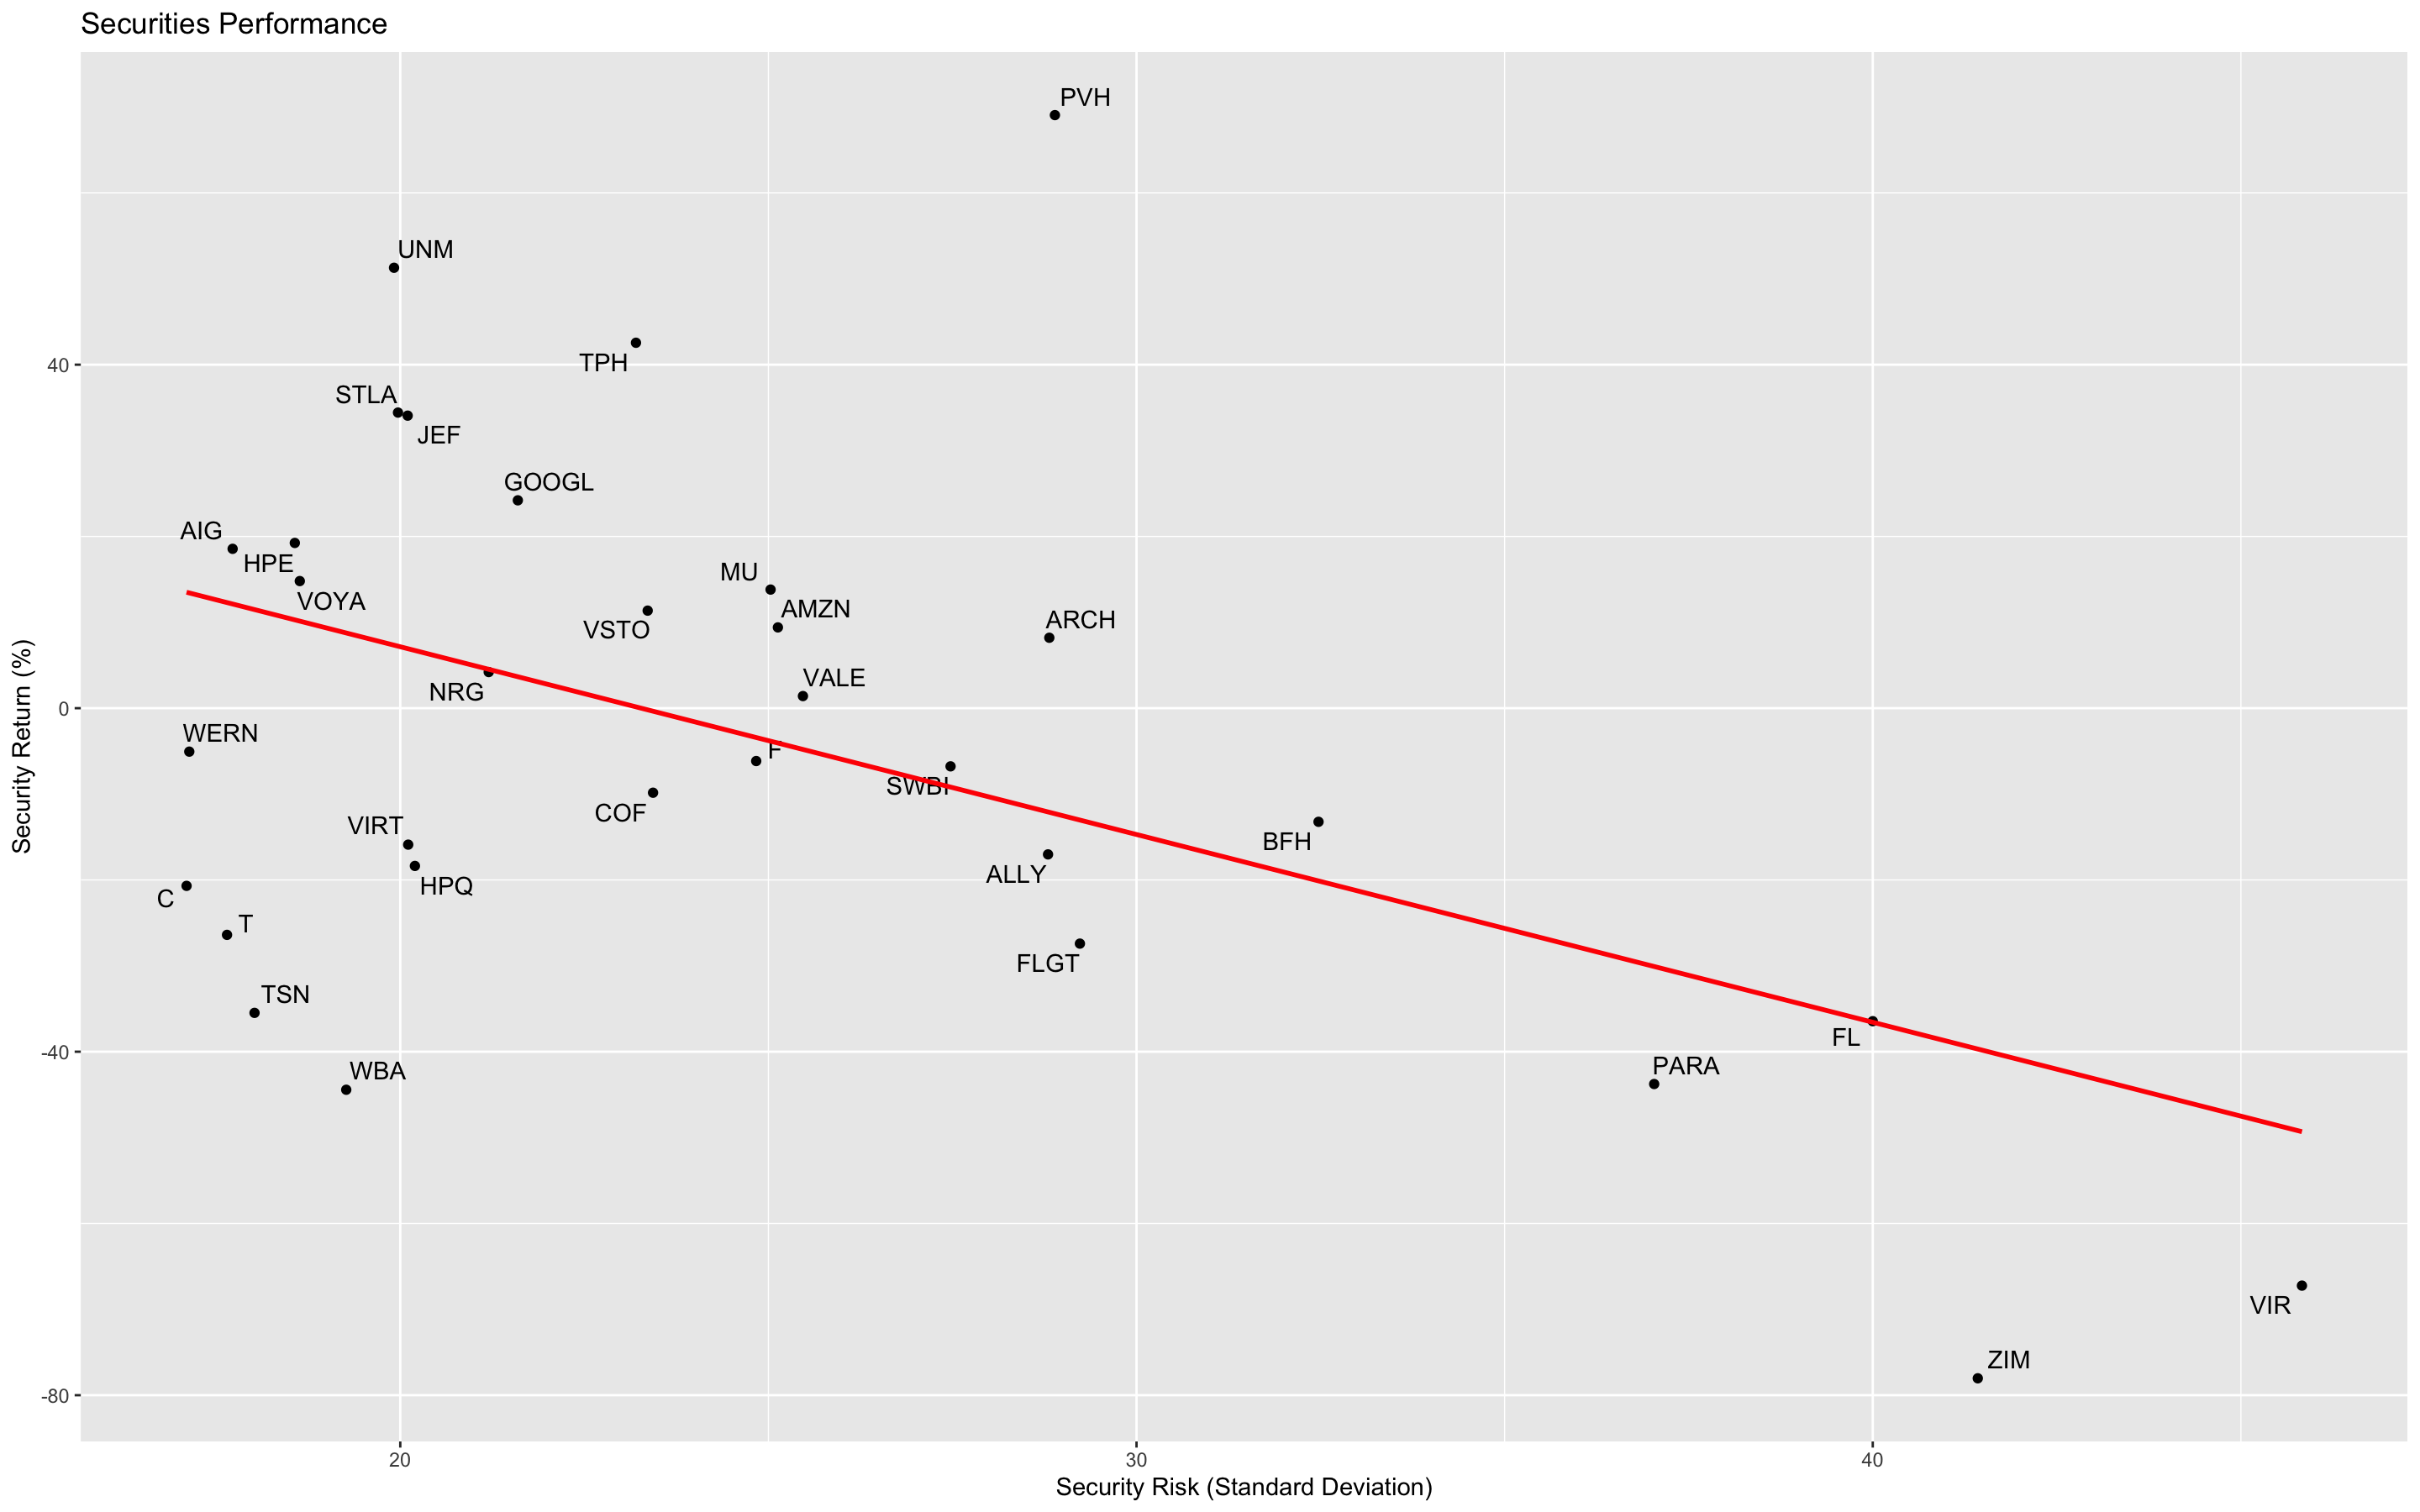 Securities Performance
PVH
UNM
TPH
40
STLA
JEF
GOOGL
AIG
HPE
VOYA
MU
AMZN
VSTO
ARCH
VALE
NRG
0
WERN
F
SWBI
COF
VIRT
BFH
ALLY
HPQ
C
T
FLGT
TSN
FL
-40
PARA
WBA
VIR
ZIM
-80
20
30
40
Security Risk (Standard Deviation)
Security Return (%)